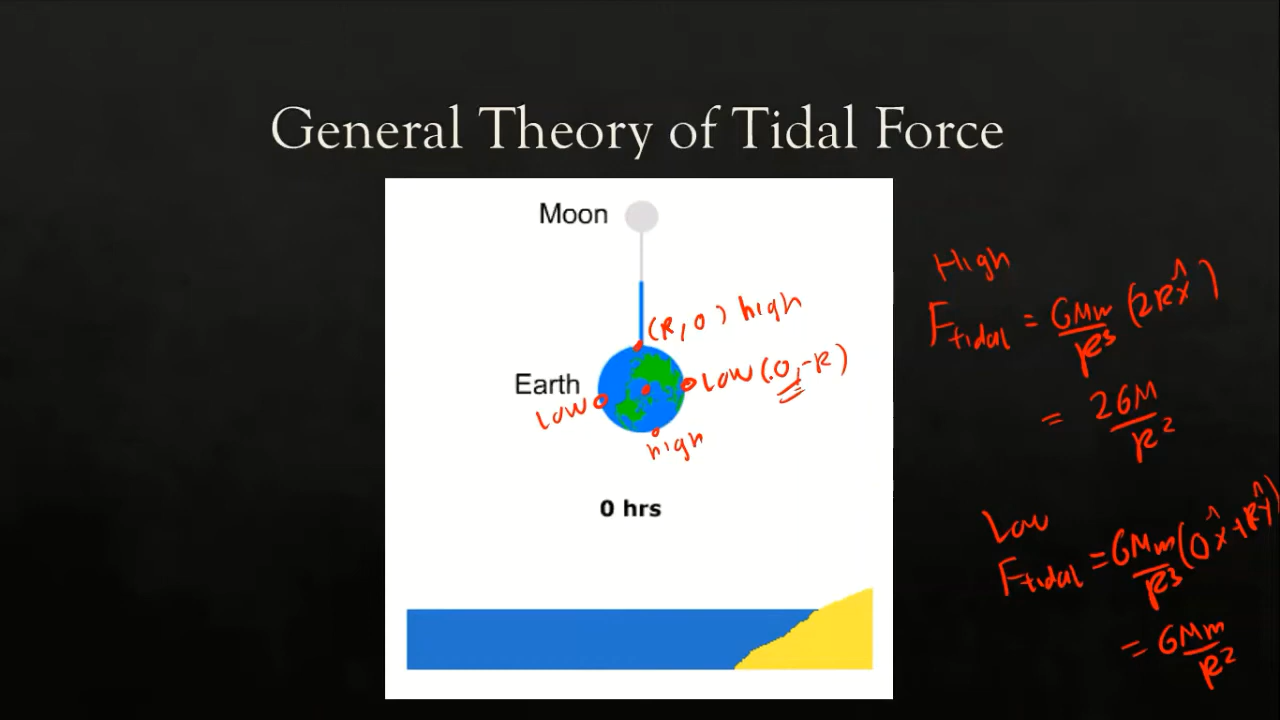 General Theory of Tidal Force
Moon
(R, 0) high
Earth
Low (0, -R)
Low
high
0 hrs
High
F_tidal = GMm/R³ (2Rx̂)
= 2GM/R²
Low
F_tidal = GMm/R³ (0x̂ + Rŷ)
= GMm/R²